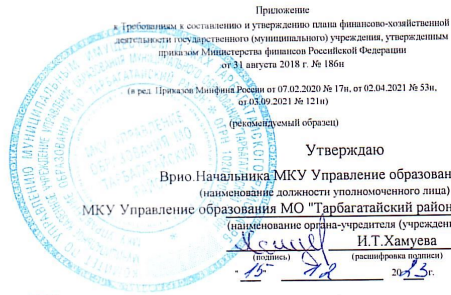 Приложение
к Требованиям к составлению и утверждению плана финансово-хозяйственной
деятельности государственного (муниципального) учреждения, утвержденным
приказом Министерства финансов Российской Федерации
от 31 августа 2018 г. № 186н
(в ред. Приказов Минфина России от 07.02.2020 № 17н, от 02.04.2021 № 53н,
от 03.09.2021 № 121н)
(рекомендуемый образец)
Утверждаю
Врио.Начальника МКУ Управление образован
(наименование должности уполномоченного лица)
МКУ Управление образования МО "Тарбагатайский район
(наименование органа-учредителя (учрежден
И.Т.Хамуева
(подпись) (расшифровка подписи)
" 15 12 2023г.